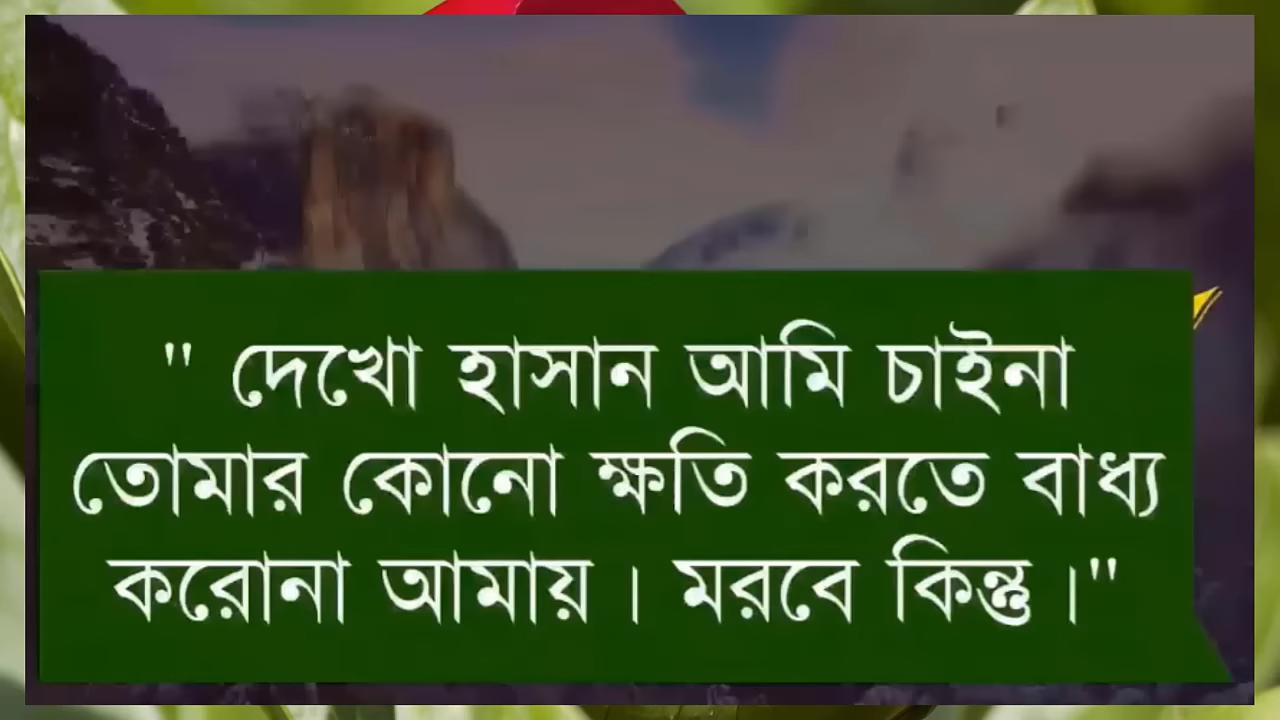 " দেখো হাসান আমি চাইনা
তোমার কোনো ক্ষতি করতে বাধ্য
করোনা আমায় । মরবে কিন্তু ।"